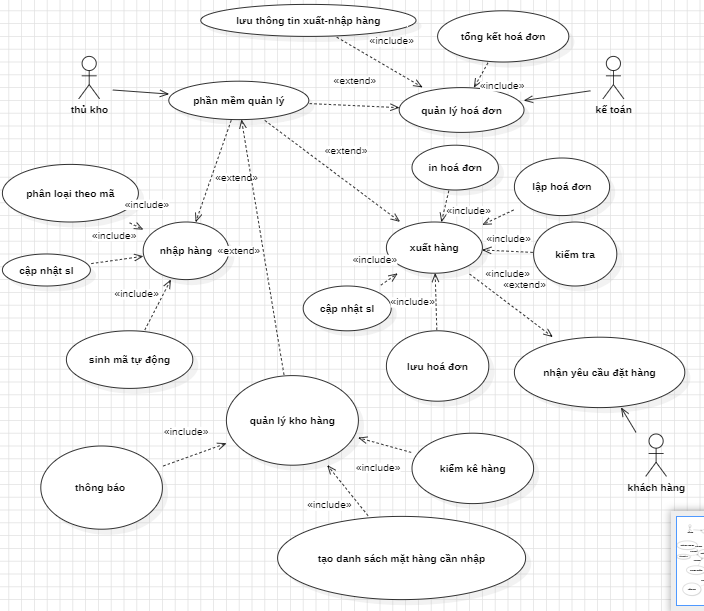 lưu thông tin xuất-nhập hàng
«include»
tổng kết hoá đơn
«extend»
«include»
phần mềm quản lý
quản lý hoá đơn
thủ kho
kế toán
«extend»
in hoá đơn
«extend»
lập hoá đơn
phân loại theo mã
«include»
«include»
«include»
«include»
nhập hàng
«extend»
xuất hàng
kiểm tra
«include»
cập nhật sl
«include»
«extend»
«include»
«include»
cập nhật sl
sinh mã tự động
lưu hoá đơn
nhận yêu cầu đặt hàng
quản lý kho hàng
«include»
«include»
kiểm kê hàng
thông báo
khách hàng
«include»
tạo danh sách mặt hàng cần nhập